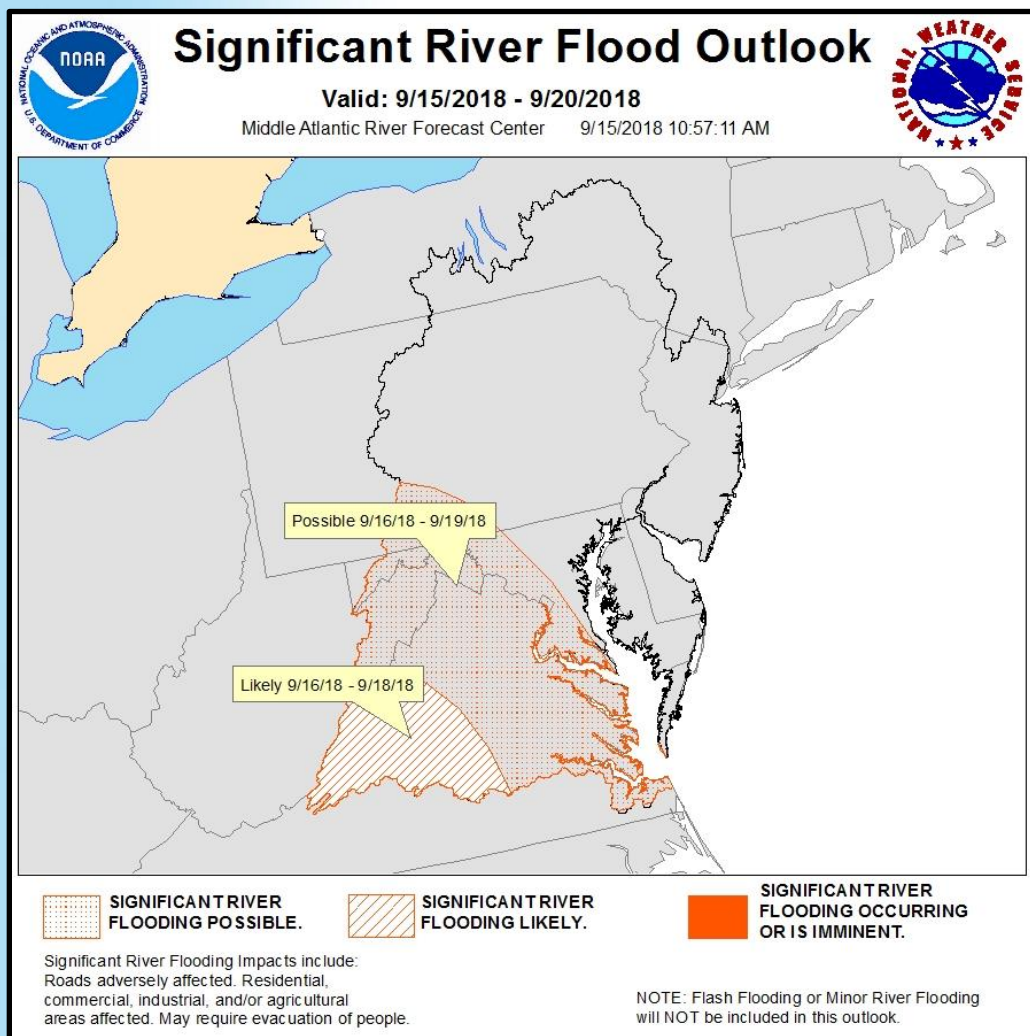 NATIONAL OCEANIC AND ATMOSPHERIC ADMINISTRATION
U.S. DEPARTMENT OF COMMERCE
NOAA
Significant River Flood Outlook
Valid: 9/15/2018 - 9/20/2018
Middle Atlantic River Forecast Center 9/15/2018 10:57:11 AM
NATIONAL WEATHER SERVICE
Possible 9/16/18 - 9/19/18
Likely 9/16/18 - 9/18/18
SIGNIFICANT RIVER
FLOODING POSSIBLE.
SIGNIFICANT RIVER
FLOODING LIKELY.
SIGNIFICANT RIVER
FLOODING OCCURRING
OR IS IMMINENT.
Significant River Flooding Impacts include:
Roads adversely affected. Residential,
commercial, industrial, and/or agricultural
areas affected. May require evacuation of people.
NOTE: Flash Flooding or Minor River Flooding
will NOT be included in this outlook.